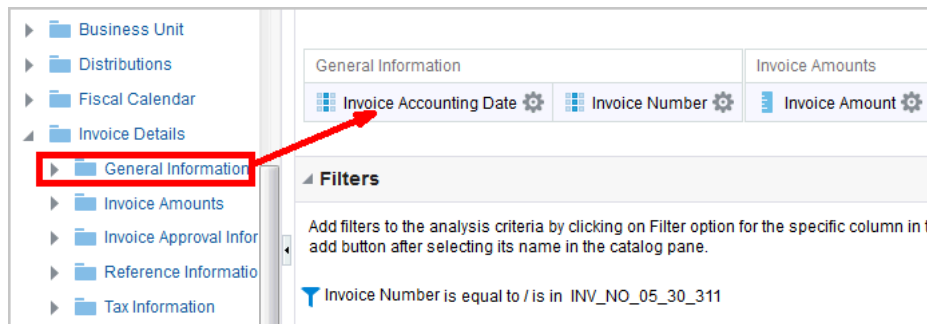 Business Unit
Distributions
Fiscal Calendar
Invoice Details
General Information
Invoice Amounts
Invoice Approval Infor
Reference Informatio
Tax Information
General Information
Invoice Amounts
Invoice Accounting Date
Invoice Number
Invoice Amount
Filters
Add filters to the analysis criteria by clicking on Filter option for the specific column in
add button after selecting its name in the catalog pane.
Invoice Number is equal to / is in INV_NO_05_30_311